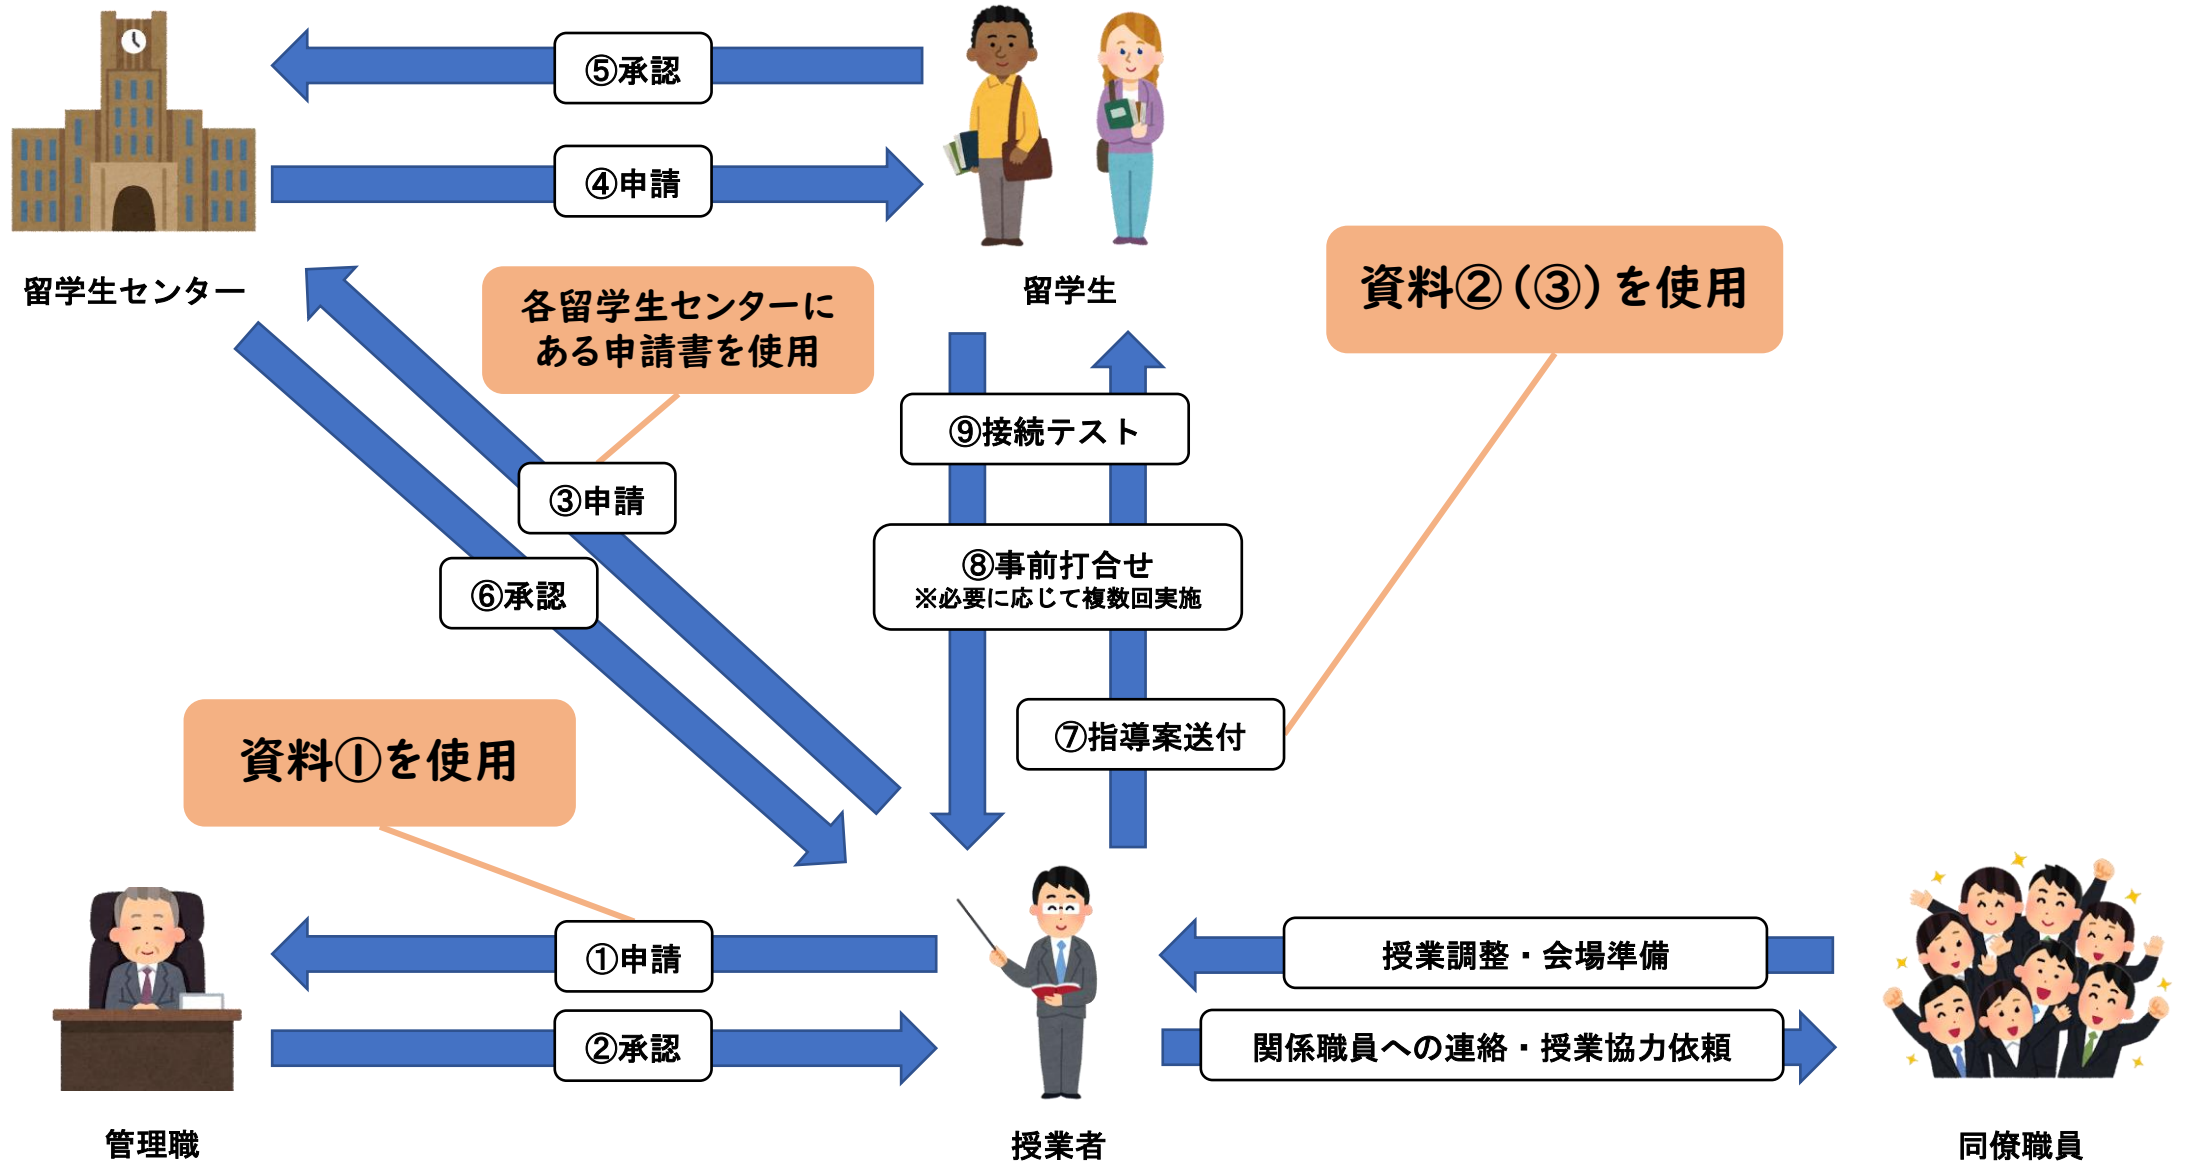 ⑤承認
④申請
留学生センター
留学生
各留学生センターに
ある申請書を使用
資料②(③)を使用
⑨接続テスト
③申請
⑧事前打合せ
※必要に応じて複数回実施
⑥承認
⑦指導案送付
資料①を使用
①申請
②承認
授業調整・会場準備
関係職員への連絡・授業協力依頼
管理職
授業者
同僚職員